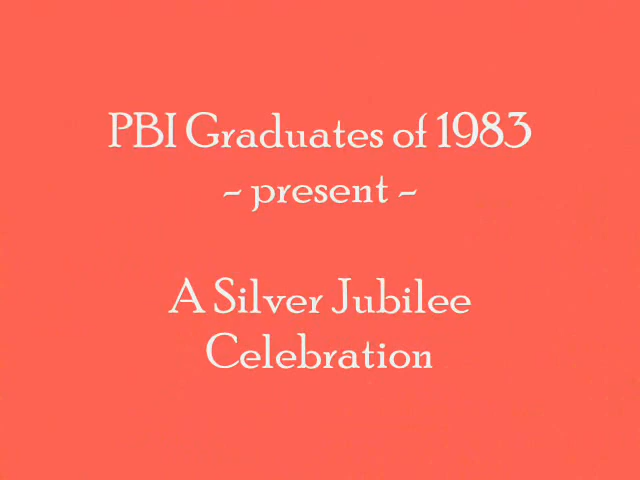 PBI Graduates of 1983
~ present ~
A Silver Jubilee
Celebration